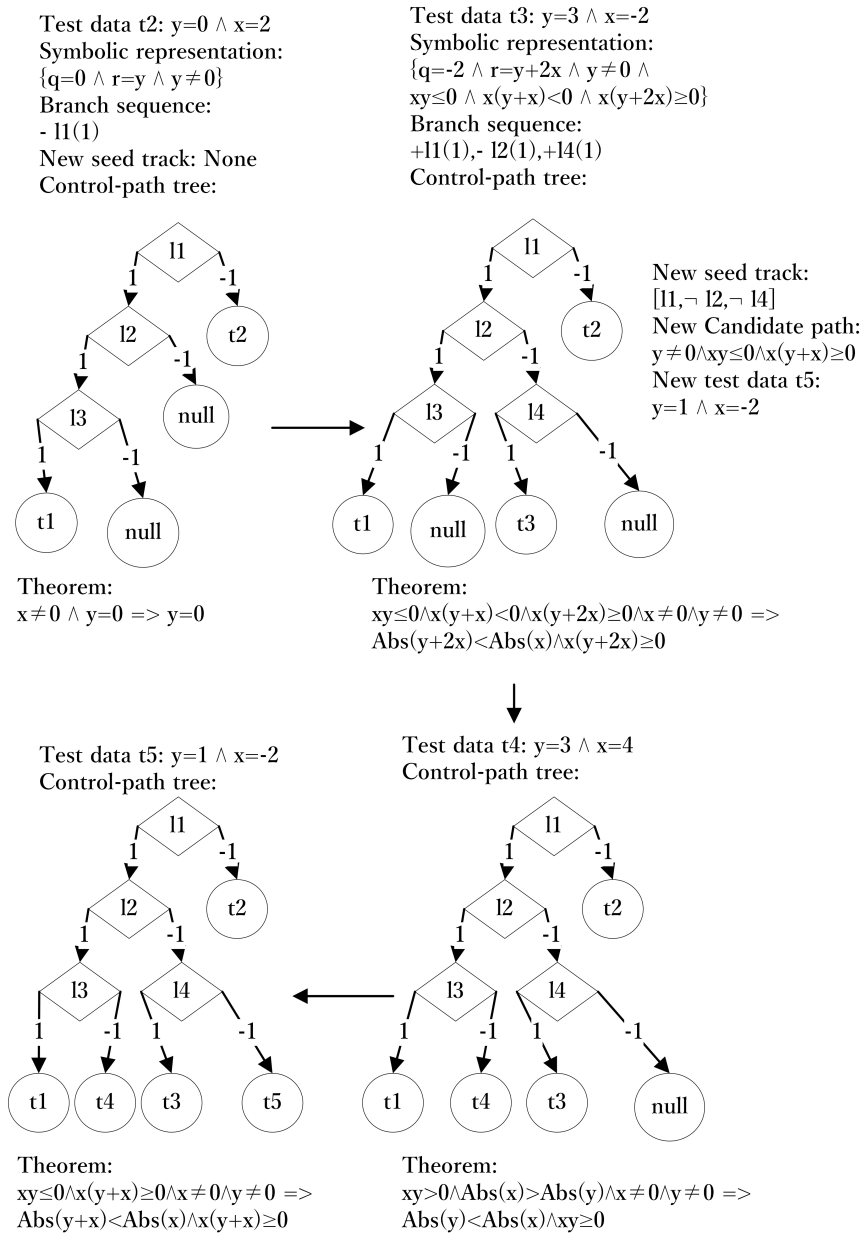 Test data t2: y=0 ∧ x=2
Symbolic representation:
{q=0 ∧ r=y ∧ y≠0}
Branch sequence:
- l1(1)
New seed track: None
Control-path tree:
l1
1
-1
l2
t2
1
-1
l3
null
1
-1
t1
null
Theorem:
x≠0 ∧ y=0 => y=0
Test data t3: y=3 ∧ x=-2
Symbolic representation:
{q=-2 ∧ r=y+2x ∧ y≠0 ∧
xy≤0 ∧ x(y+x)<0 ∧ x(y+2x)≥0}
Branch sequence:
+l1(1),- l2(1),+l4(1)
Control-path tree:
l1
1
-1
l2
t2
1
-1
l3
l4
1
-1
1
-1
t1
null
t3
null
New seed track:
[l1,¬ l2,¬ l4]
New Candidate path:
y≠0∧xy≤0∧x(y+x)≥0
New test data t5:
y=1 ∧ x=-2
Theorem:
xy≤0∧x(y+x)<0∧x(y+2x)≥0∧x≠0∧y≠0 =>
Abs(y+2x)<Abs(x)∧x(y+2x)≥0
Test data t4: y=3 ∧ x=4
Control-path tree:
l1
1
-1
l2
t2
1
-1
l3
l4
1
-1
1
-1
t1
t4
t3
null
Theorem:
xy>0∧Abs(x)>Abs(y)∧x≠0∧y≠0 =>
Abs(y)<Abs(x)∧xy≥0
Test data t5: y=1 ∧ x=-2
Control-path tree:
l1
1
-1
l2
t2
1
-1
l3
l4
1
-1
1
-1
t1
t4
t3
t5
Theorem:
xy≤0∧x(y+x)≥0∧x≠0∧y≠0 =>
Abs(y+x)<Abs(x)∧x(y+x)≥0